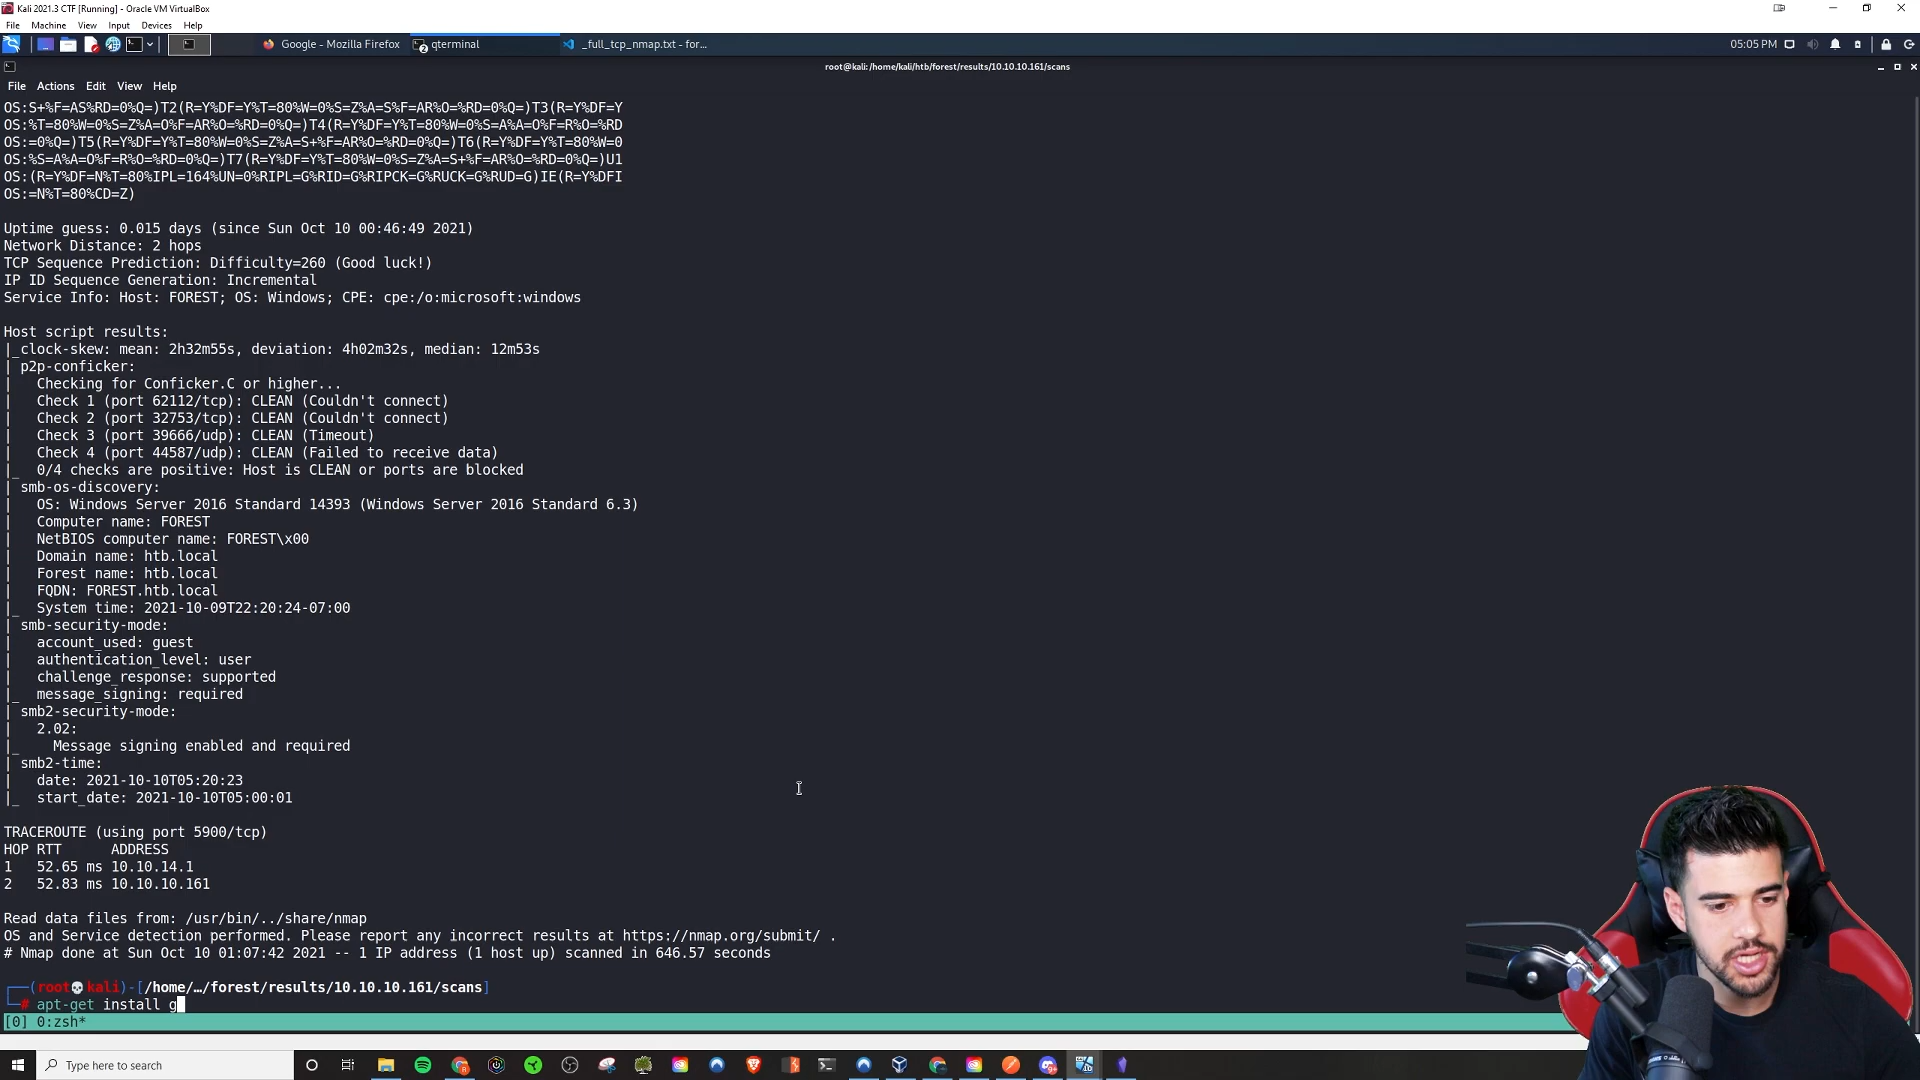 Kali 2021.3 CTF [Running] - Oracle VM VirtualBox
File Machine View Input Devices Help
Google - Mozilla Firefox
qterminal
_full_tcp_nmap.txt - for...
05:05 PM
root@kali: /home/kali/htb/forest/results/10.10.10.161/scans
File Actions Edit View Help
OS:S+%F=AS%RD=0%Q=)T2(R=Y%DF=Y%T=80%W=0%S=Z%A=S%F=AR%O=%RD=0%Q=)T3(R=Y%DF=Y
OS:%T=80%W=0%S=Z%A=O%F=AR%O=%RD=0%Q=)T4(R=Y%DF=Y%T=80%W=0%S=A%A=O%F=R%O=%RD
OS:=0%Q=)T5(R=Y%DF=Y%T=80%W=0%S=Z%A=S+%F=AR%O=%RD=0%Q=)T6(R=Y%DF=Y%T=80%W=0
OS:%S=A%A=O%F=R%O=%RD=0%Q=)T7(R=Y%DF=Y%T=80%W=0%S=Z%A=S+%F=AR%O=%RD=0%Q=)U1
OS:(R=Y%DF=N%T=80%IPL=164%UN=0%RIPL=G%RID=G%RIPCK=G%RUCK=G%RUD=G)IE(R=Y%DFI
OS:=N%T=80%CD=Z)
Uptime guess: 0.015 days (since Sun Oct 10 00:46:49 2021)
Network Distance: 2 hops
TCP Sequence Prediction: Difficulty=260 (Good luck!)
IP ID Sequence Generation: Incremental
Service Info: Host: FOREST; OS: Windows; CPE: cpe:/o:microsoft:windows
Host script results:
|_clock-skew: mean: 2h32m55s, deviation: 4h02m32s, median: 12m53s
| p2p-conficker:
|   Checking for Conficker.C or higher...
|   Check 1 (port 62112/tcp): CLEAN (Couldn't connect)
|   Check 2 (port 32753/tcp): CLEAN (Couldn't connect)
|   Check 3 (port 39666/udp): CLEAN (Timeout)
|   Check 4 (port 44587/udp): CLEAN (Failed to receive data)
|_  0/4 checks are positive: Host is CLEAN or ports are blocked
| smb-os-discovery:
|   OS: Windows Server 2016 Standard 14393 (Windows Server 2016 Standard 6.3)
|   Computer name: FOREST
|   NetBIOS computer name: FOREST\x00
|   Domain name: htb.local
|   Forest name: htb.local
|   FQDN: FOREST.htb.local
|_  System time: 2021-10-09T22:20:24-07:00
| smb-security-mode:
|   account_used: guest
|   authentication_level: user
|   challenge_response: supported
|_  message_signing: required
| smb2-security-mode:
|   2.02:
|_    Message signing enabled and required
| smb2-time:
|   date: 2021-10-10T05:20:23
|_  start_date: 2021-10-10T05:00:01
TRACEROUTE (using port 5900/tcp)
HOP RTT      ADDRESS
1   52.65 ms 10.10.14.1
2   52.83 ms 10.10.10.161
Read data files from: /usr/bin/../share/nmap
OS and Service detection performed. Please report any incorrect results at https://nmap.org/submit/ .
# Nmap done at Sun Oct 10 01:07:42 2021 -- 1 IP address (1 host up) scanned in 646.57 seconds
┌──(root💀kali)-[/home/…/forest/results/10.10.10.161/scans]
└─# apt-get install g
[0] 0:zsh*
Type here to search